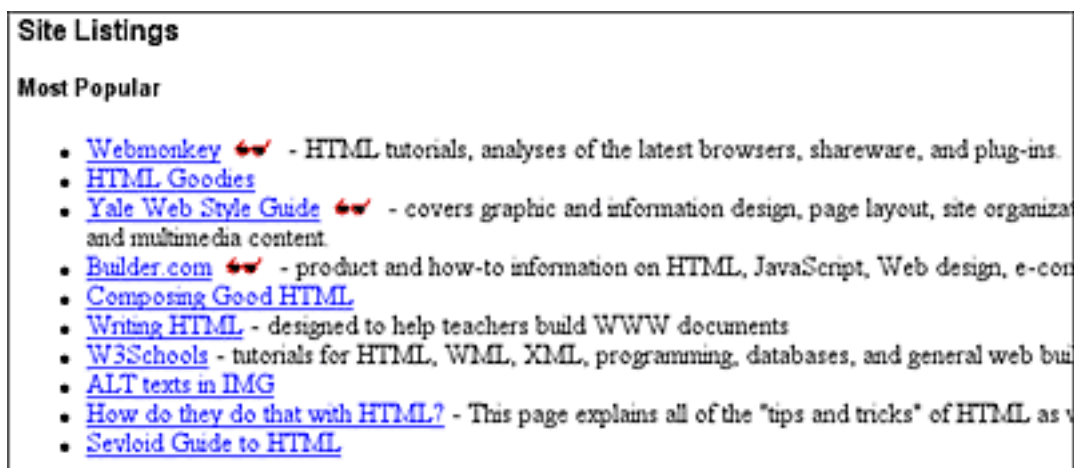 Site Listings
Most Popular
Webmonkey - HTML tutorials, analyses of the latest browsers, shareware, and plug-ins.
HTML Goodies
Yale Web Style Guide - covers graphic and information design, page layout, site
and multimedia content.
Builder.com - product and how-to information on HTML, JavaScript, Web design,
Composing Good HTML
Writing HTML - designed to help teachers build WWW documents
W3Schools - tutorials for HTML, WML, XML, programming, databases, and general web
ALT texts in IMG
How do they do that with HTML? - This page explains all of the "tips and tricks" of HTML as
Sevloid Guide to HTML